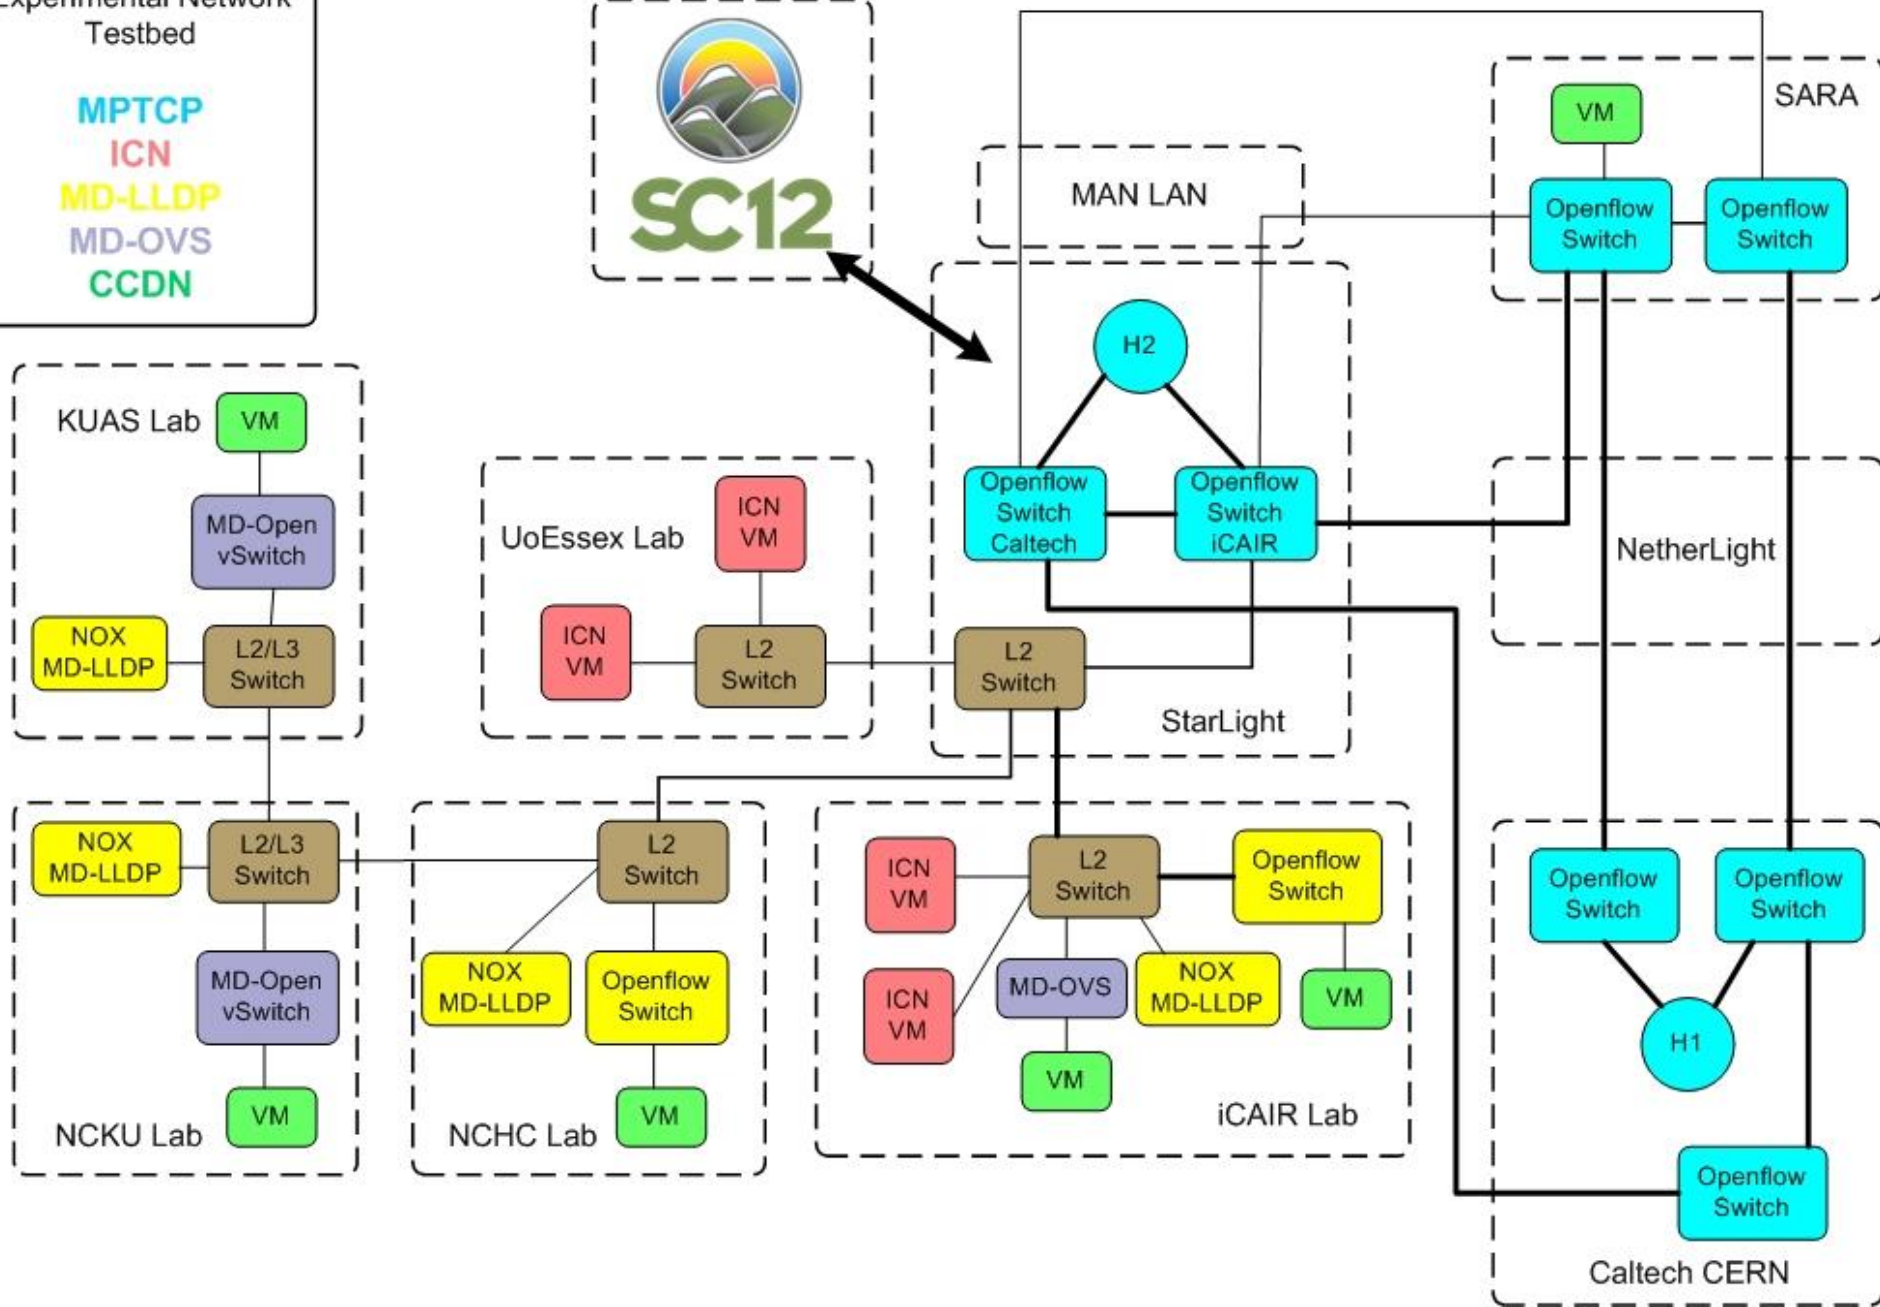 Experimental Network
Testbed
MPTCP
ICN
MD-LLDP
MD-OVS
CCDN
SC12
MAN LAN
SARA
VM
Openflow
Switch
Openflow
Switch
H2
Openflow
Switch
Caltech
Openflow
Switch
iCAIR
L2
Switch
StarLight
NetherLight
KUAS Lab
VM
MD-Open
vSwitch
NOX
MD-LLDP
L2/L3
Switch
UoEssex Lab
ICN
VM
ICN
VM
L2
Switch
NOX
MD-LLDP
L2/L3
Switch
MD-Open
vSwitch
VM
NCKU Lab
L2
Switch
NOX
MD-LLDP
Openflow
Switch
VM
NCHC Lab
ICN
VM
L2
Switch
Openflow
Switch
ICN
VM
MD-OVS
NOX
MD-LLDP
VM
VM
iCAIR Lab
Openflow
Switch
Openflow
Switch
H1
Openflow
Switch
Caltech CERN